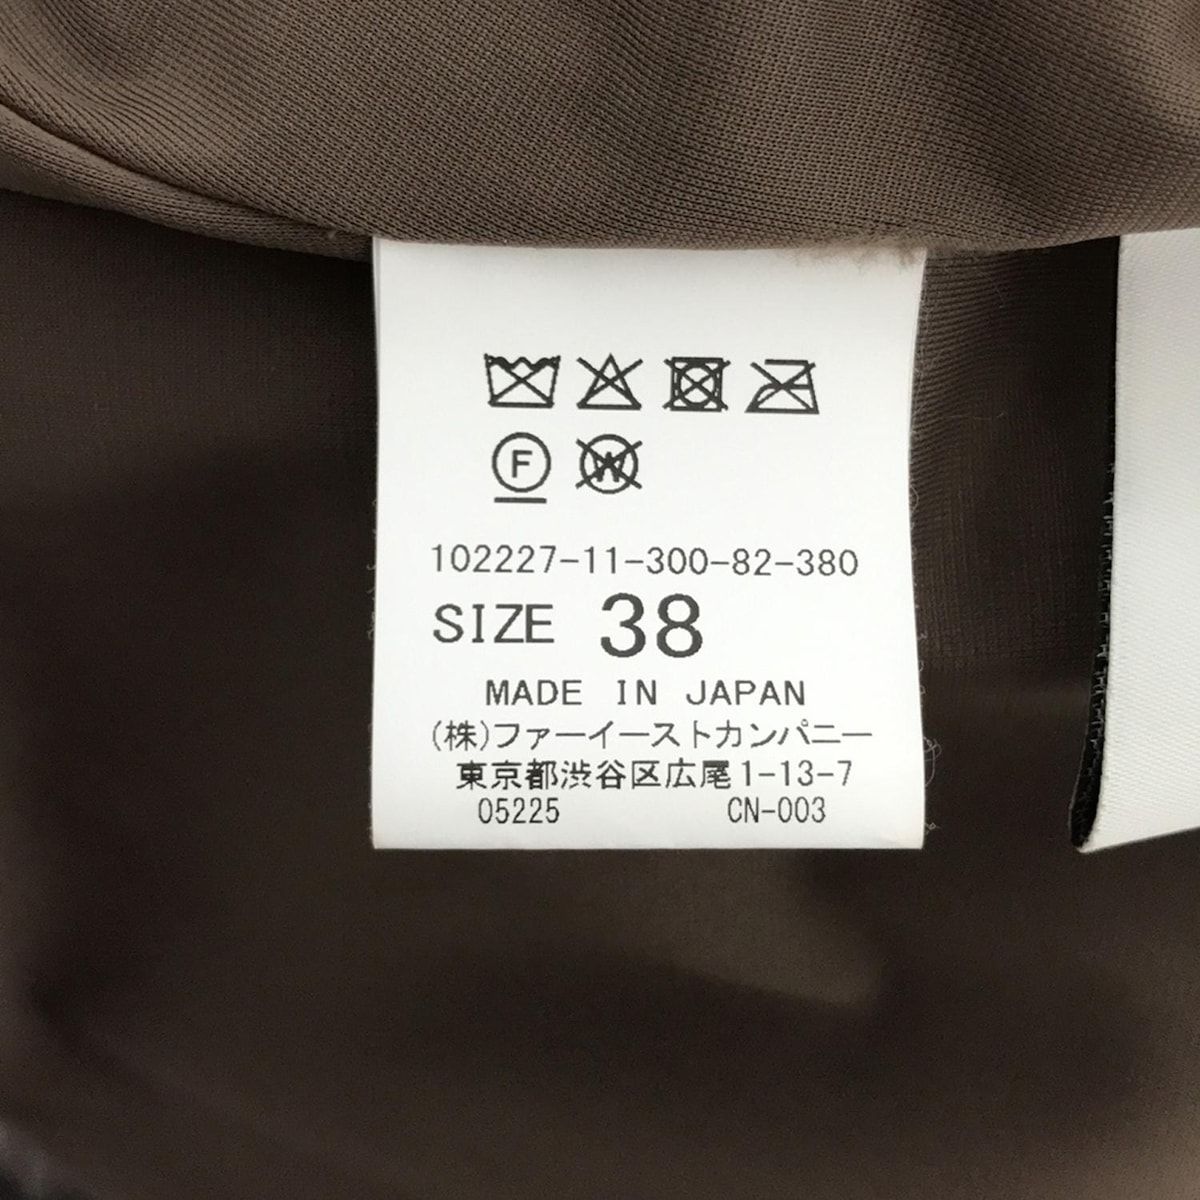 F W
102227-11-300-82-380
SIZE 38
MADE IN JAPAN
(株)ファーイーストカンパニー
東京都渋谷区広尾1-13-7
05225 CN-003